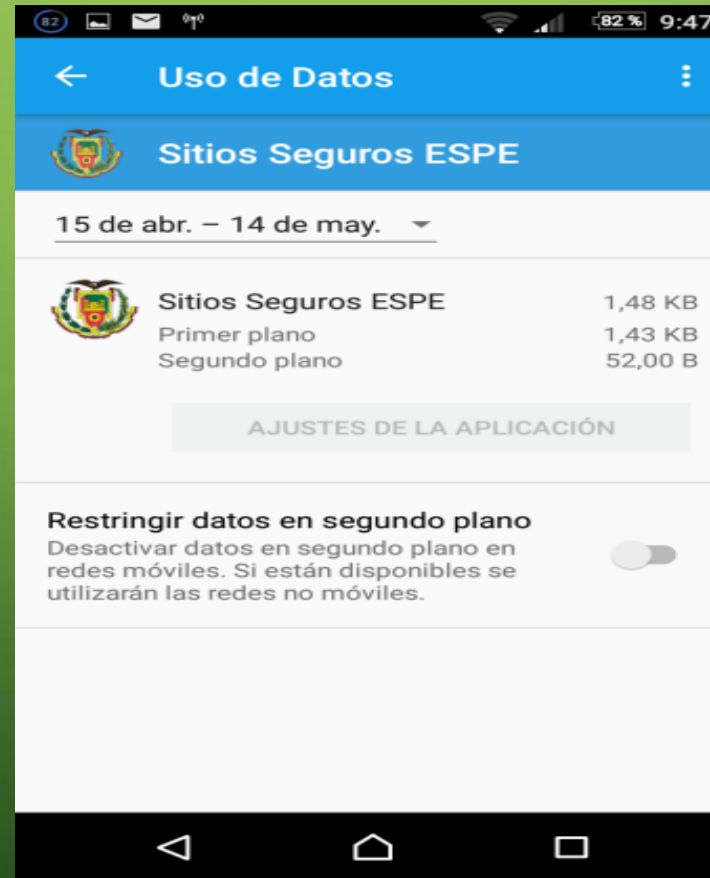 82 82 % 9:47
Uso de Datos
Sitios Seguros ESPE
15 de abr. – 14 de may.
Sitios Seguros ESPE 1,48 KB
Primer plano 1,43 KB
Segundo plano 52,00 B
AJUSTES DE LA APLICACIÓN
Restringir datos en segundo plano
Desactivar datos en segundo plano en
redes móviles. Si están disponibles se
utilizarán las redes no móviles.